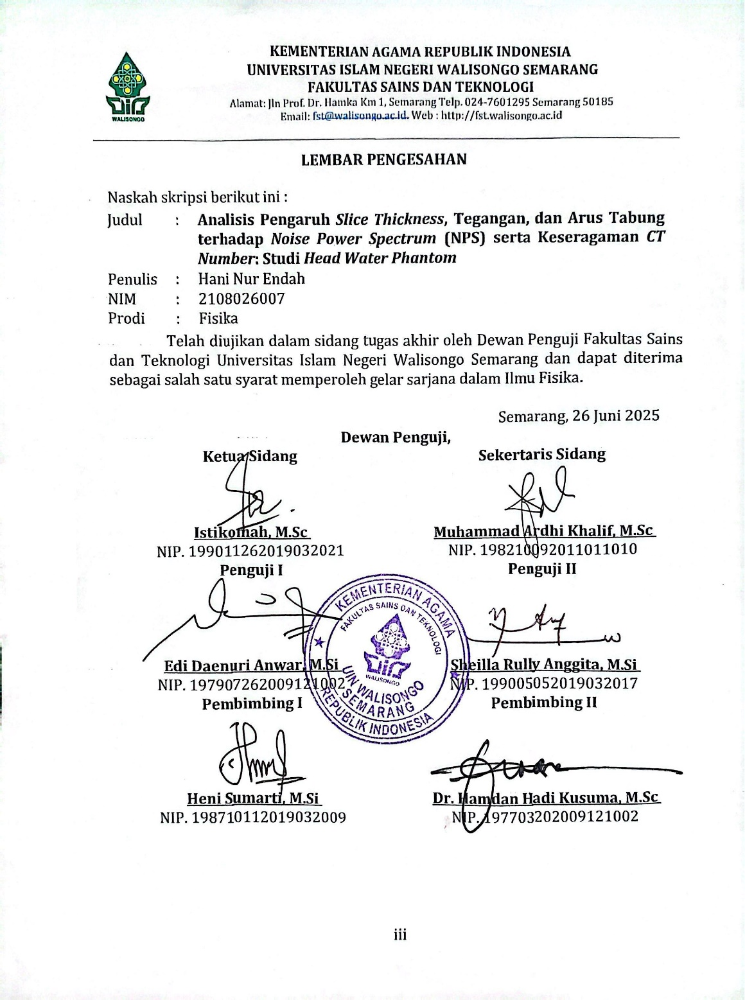 KEMENTERIAN AGAMA REPUBLIK INDONESIA
UNIVERSITAS ISLAM NEGERI WALISONGO SEMARANG
FAKULTAS SAINS DAN TEKNOLOGI
Alamat: Jln Prof. Dr. Hamka Km 1, Semarang Telp. 024-7601295 Semarang 50185
Email: fst@walisongo.ac.id. Web : http://fst.walisongo.ac.id
WALISONGO
LEMBAR PENGESAHAN
Naskah skripsi berikut ini :
Judul : Analisis Pengaruh Slice Thickness, Tegangan, dan Arus Tabung
terhadap Noise Power Spectrum (NPS) serta Keseragaman CT
Number: Studi Head Water Phantom
Penulis : Hani Nur Endah
NIM : 2108026007
Prodi : Fisika
Telah diujikan dalam sidang tugas akhir oleh Dewan Penguji Fakultas Sains
dan Teknologi Universitas Islam Negeri Walisongo Semarang dan dapat diterima
sebagai salah satu syarat memperoleh gelar sarjana dalam Ilmu Fisika.
Semarang, 26 Juni 2025
Dewan Penguji,
Ketua Sidang Sekertaris Sidang
Istikomah, M.Sc Muhammad Ardhi Khalif, M.Sc
NIP. 199011262019032021 NIP. 198210092011011010
Penguji I Penguji II
KEMENTERIAN AGAMA
FAKULTAS SAINS DAN TEKNOLOGI
WALISONGO
UIN WALISONGO
SEMARANG
REPUBLIK INDONESIA
Edi Daenuri Anwar, M.Si Sheilla Rully Anggita, M.Si
NIP. 197907262009121002 NIP. 199005052019032017
Pembimbing I Pembimbing II
Heni Sumarti, M.Si Dr. Hamdan Hadi Kusuma, M.Sc
NIP. 198710112019032009 NIP. 197703202009121002
iii